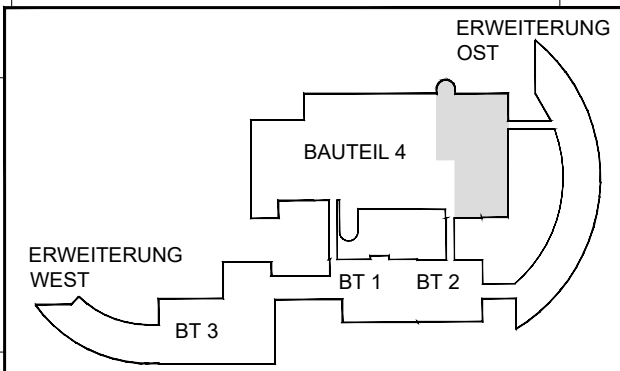 ERWEITERUNG
OST
BAUTEIL 4
ERWEITERUNG
WEST
BT 1
BT 2
BT 3